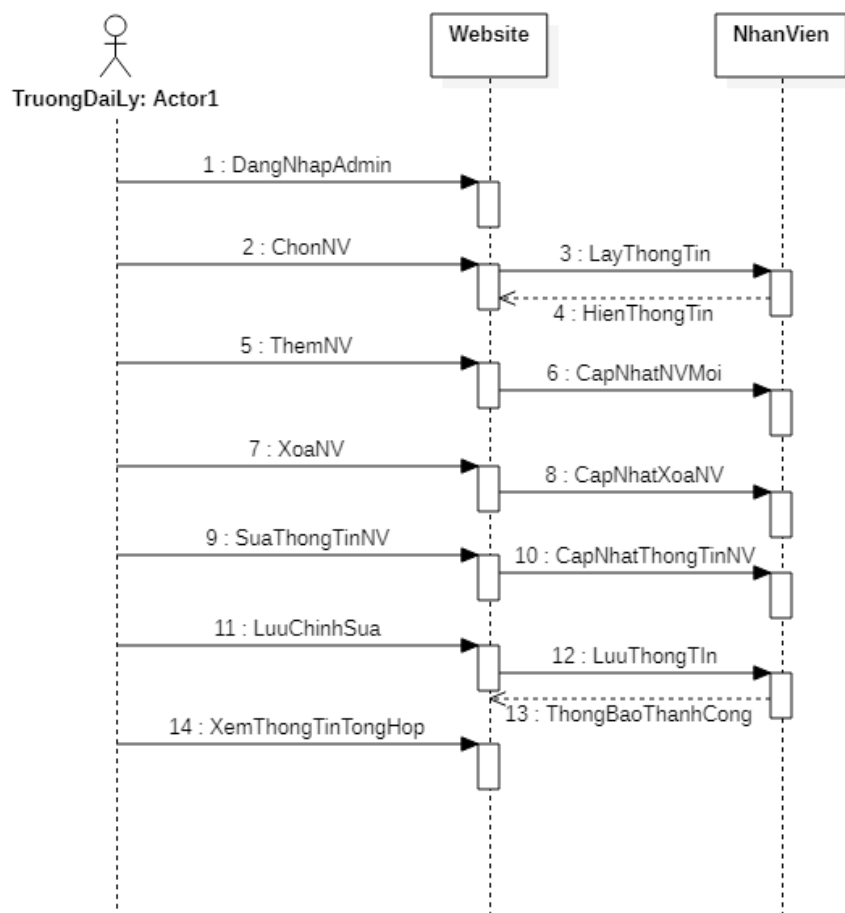 Website
NhanVien
TruongDaiLy: Actor1
1 : DangNhapAdmin
2 : ChonNV
3 : LayThongTin
4 : HienThongTin
5 : ThemNV
6 : CapNhatNVMoi
7 : XoaNV
8 : CapNhatXoaNV
9 : SuaThongTinNV
10 : CapNhatThongTinNV
11 : LuuChinhSua
12 : LuuThongTIn
13 : ThongBaoThanhCong
14 : XemThongTinTongHop